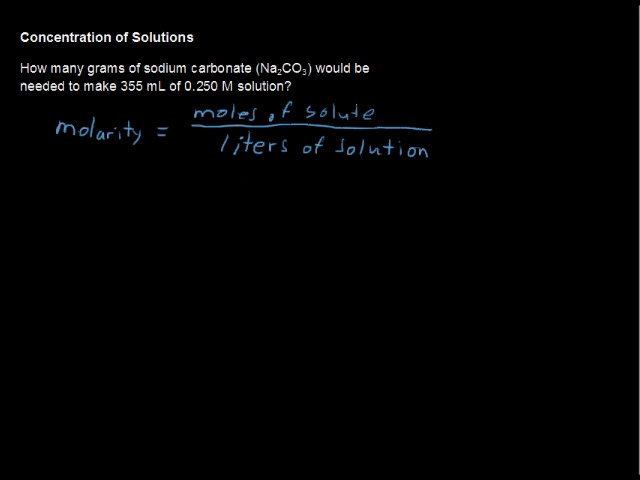 Concentration of Solutions
How many grams of sodium carbonate (Na₂CO₃) would be
needed to make 355 mL of 0.250 M solution?
molarity = moles of solute
liters of solution